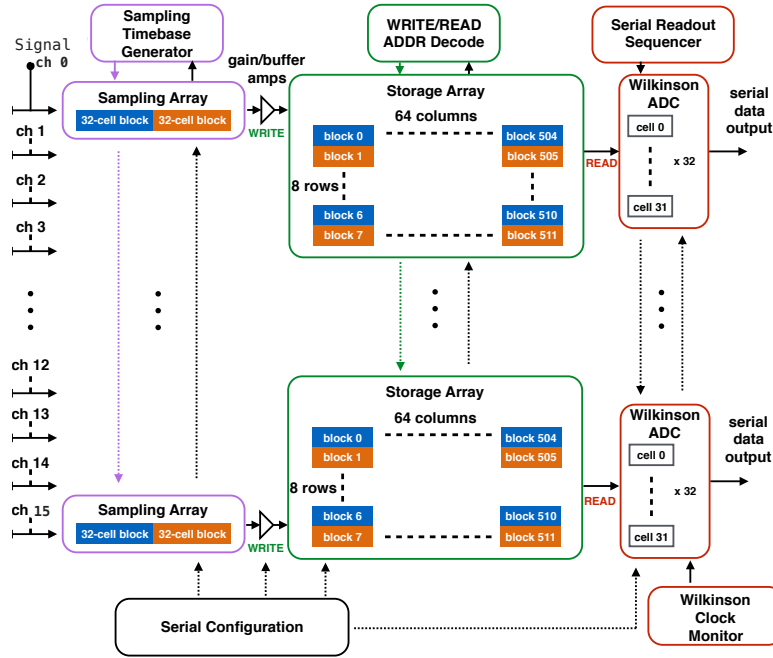 Signal
ch 0
Sampling
Timebase
Generator
WRITE/READ
ADDR Decode
Serial Readout
Sequencer
gain/buffer
amps
Sampling Array
32-cell block 32-cell block
WRITE
Storage Array
64 columns
block 0
block 1
8 rows
block 6
block 7
block 504
block 505
block 510
block 511
READ
Wilkinson
ADC
cell 0
x 32
cell 31
serial
data
output
ch 1
ch 2
ch 3
ch 12
ch 13
ch 14
ch 15
Sampling Array
32-cell block 32-cell block
WRITE
Storage Array
64 columns
block 0
block 1
8 rows
block 6
block 7
block 504
block 505
block 510
block 511
READ
Wilkinson
ADC
cell 0
x 32
cell 31
serial
data
output
Serial Configuration
Wilkinson
Clock
Monitor